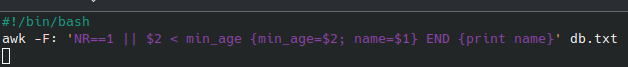 #!/bin/bash
awk -F: 'NR==1 || $2 < min_age {min_age=$2; name=$1} END {print name}' db.txt